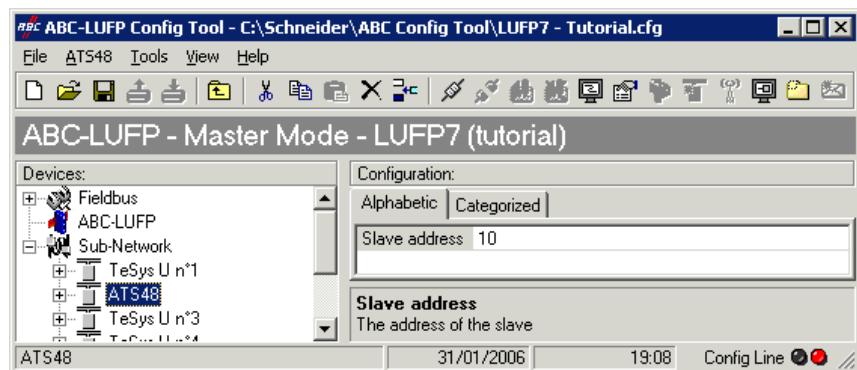 ABC-LUFP Config Tool - C:\Schneider\ABC Config Tool\LUFP7 - Tutorial.cfg
File ATS48 Tools View Help
ABC-LUFP - Master Mode - LUFP7 (tutorial)
Devices:
Fieldbus
ABC-LUFP
Sub-Network
TeSys U n°1
ATS48
TeSys U n°3
Configuration:
Alphabetic Categorized
Slave address 10
Slave address
The address of the slave
ATS48 31/01/2006 19:08 Config Line